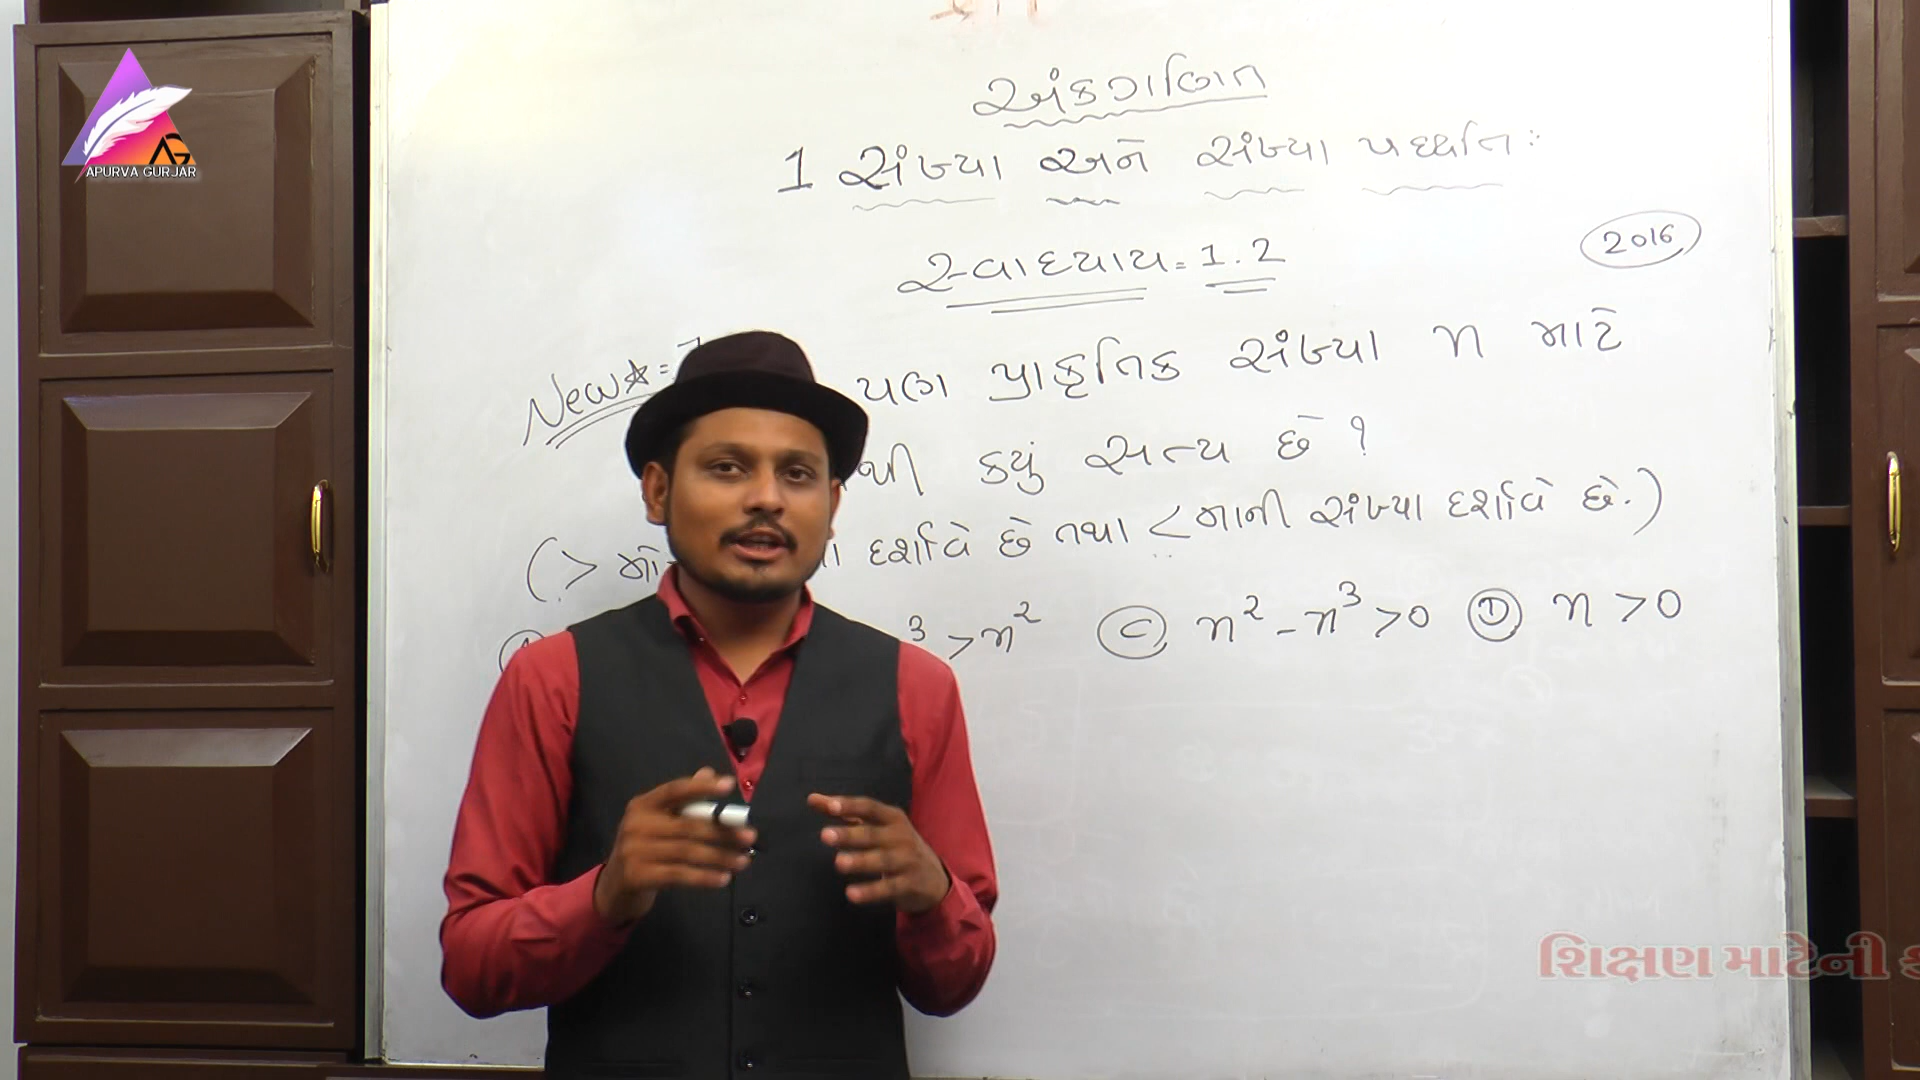 APURVA GURJAR
અંકગણિત
1 સંખ્યા અને સંખ્યા પધ્ધતિ:
2016
સ્વાધ્યાય = 1.2
New☆=
પણ પ્રાકૃતિક સંખ્યા n માટે
કયું સત્ય છે ?
(> દર્શાવે છે તથા < નાની સંખ્યા દર્શાવે છે.)
³ > n² Ⓒ n² - n³ > 0 Ⓓ n > 0
શિક્ષણ માટેની